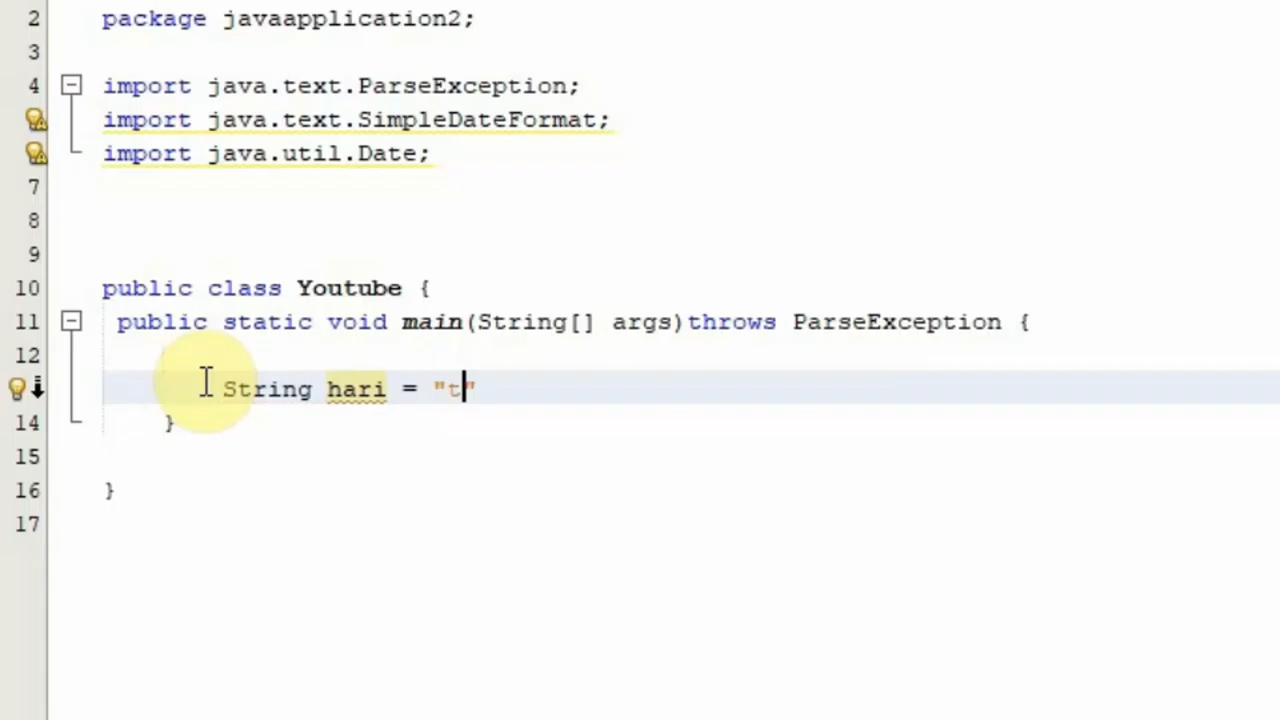 2 package javaapplication2;
3
4 import java.text.ParseException;
import java.text.SimpleDateFormat;
import java.util.Date;
7
8
9
10 public class Youtube {
11 public static void main(String[] args)throws ParseException {
12
String hari = "t"
14 }
15
16 }
17